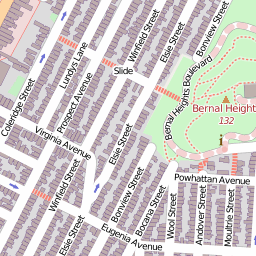 Lundys Lane
Winfield Street
Elsie Street
Bonview Street
Slide
Coleridge Street
Prospect Avenue
Bernal Heights Boulevard
Bernal Height
132
Virginia Avenue
Elsie Street
Powhattan Avenue
Winfield Street
Bonview Street
Bocana Street
Wool Street
Andover Street
Moultrie Street
Elsie Street
Eugenia Avenue